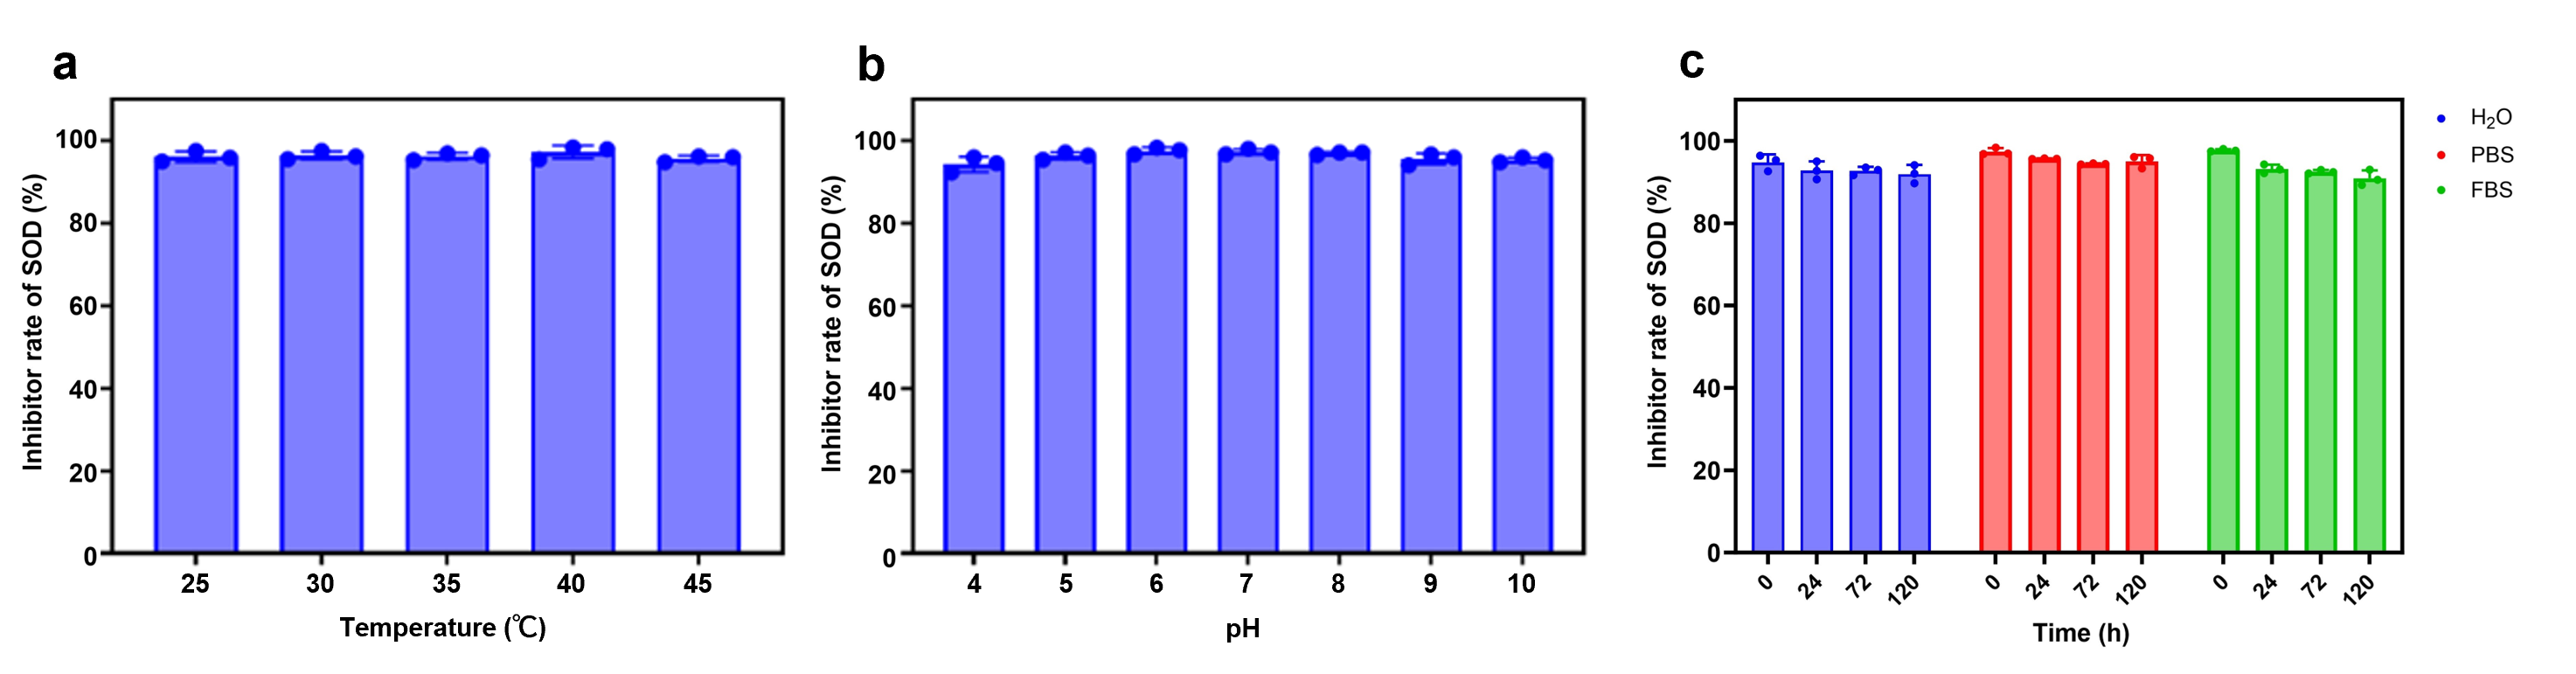 a
Inhibitor rate of SOD (%)
100
80
60
40
20
0
25 30 35 40 45
Temperature (℃)
b
Inhibitor rate of SOD (%)
100
80
60
40
20
0
4 5 6 7 8 9 10
pH
c
Inhibitor rate of SOD (%)
100
80
60
40
20
0
0 24 72 120 0 24 72 120 0 24 72 120
Time (h)
H₂O
PBS
FBS